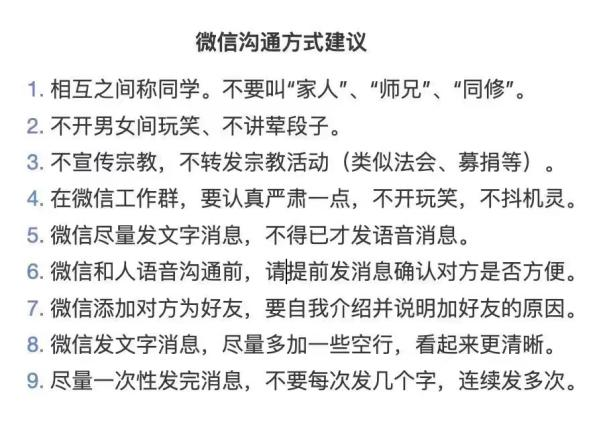 微信沟通方式建议
1. 相互之间称同学。不要叫“家人”、“师兄”、“同修”。
2. 不开男女间玩笑、不讲荤段子。
3. 不宣传宗教，不转发宗教活动（类似法会、募捐等）。
4. 在微信工作群，要认真严肃一点，不开玩笑，不抖机灵。
5. 微信尽量发文字消息，不得已才发语音消息。
6. 微信和人语音沟通前，请提前发消息确认对方是否方便。
7. 微信添加对方为好友，要自我介绍并说明加好友的原因。
8. 微信发文字消息，尽量多加一些空行，看起来更清晰。
9. 尽量一次性发完消息，不要每次发几个字，连续发多次。